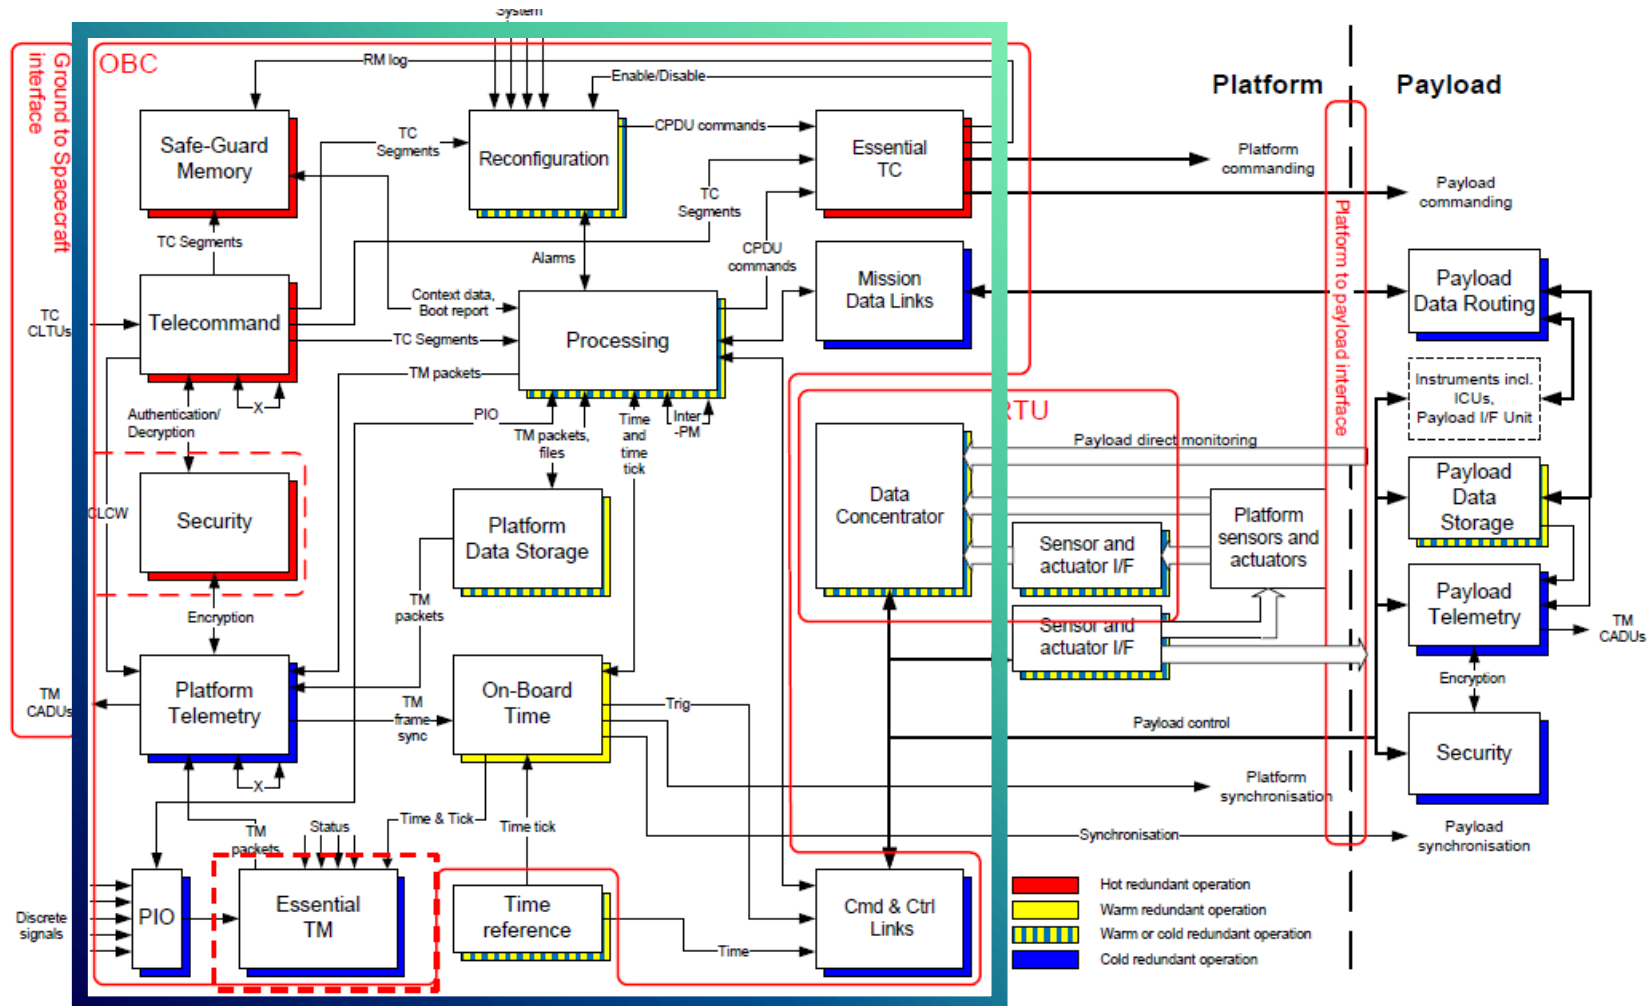 System
OBC
Ground to Spacecraft
interface
RM log
Enable/Disable
Platform
Payload
Safe-Guard
Memory
TC
Segments
Reconfiguration
CPDU commands
Essential
TC
Platform
commanding
Payload
commanding
TC
Segments
TC Segments
Alarms
CPDU
commands
Mission
Data Links
Platform to payload interface
Payload
Data Routing
TC
CLTUs
Telecommand
Context data,
Boot report
Processing
TC Segments
TM packets
X
Authentication/
Decryption
PIO
TM packets,
files
Time
and
time
tick
Inter
-PM
RTU
Instruments incl.
ICUs,
Payload I/F Unit
Payload direct monitoring
CLCW
Security
Platform
Data Storage
Data
Concentrator
Sensor and
actuator I/F
Platform
sensors and
actuators
Payload
Data
Storage
Encryption
TM
packets
Sensor and
actuator I/F
Payload
Telemetry
TM
CADUs
TM
CADUs
Platform
Telemetry
TM
frame
sync
On-Board
Time
Trig
Encryption
Payload control
Security
X
Platform
synchronisation
TM
packets
Status
Time & Tick
Time tick
Synchronisation
Payload
synchronisation
Discrete
signals
PIO
Essential
TM
Time
reference
Time
Cmd & Ctrl
Links
Hot redundant operation
Warm redundant operation
Warm or cold redundant operation
Cold redundant operation